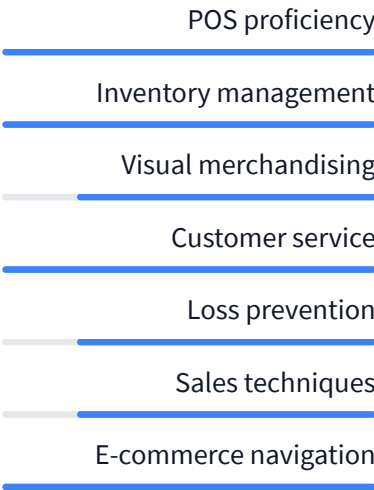 POS proficiency
Inventory management
Visual merchandising
Customer service
Loss prevention
Sales techniques
E-commerce navigation